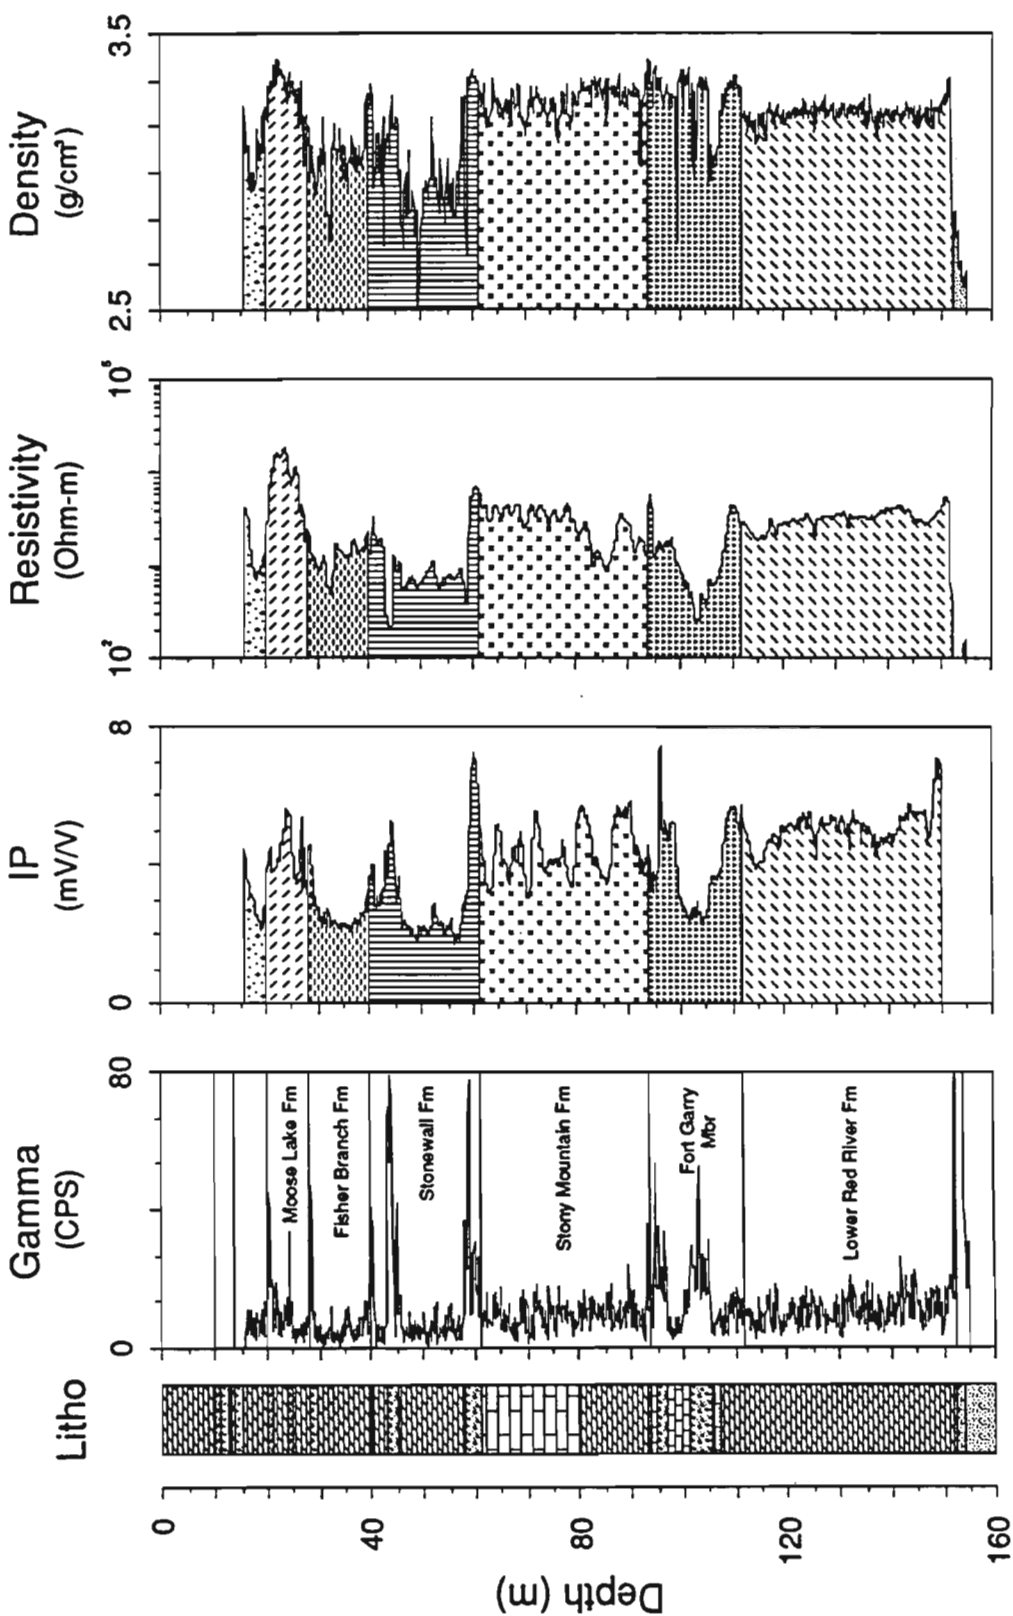 Density
(g/cm³)
3.5
2.5
Resistivity
(Ohm-m)
10⁵
10²
IP
(mV/V)
8
0
Gamma
(CPS)
80
0
Moose Lake Fm
Fisher Branch Fm
Stonewall Fm
Stony Mountain Fm
Fort Garry
Mbr
Lower Red River Fm
Litho
0
40
80
120
160
Depth (m)